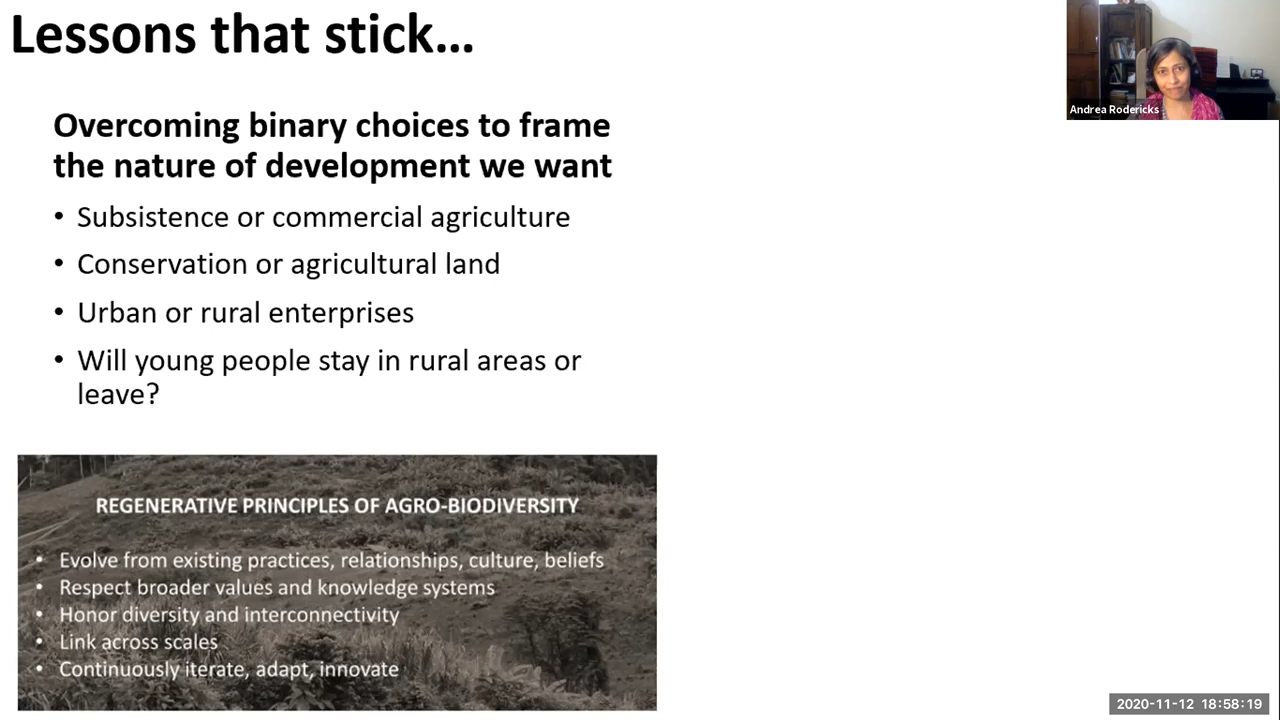 Lessons that stick...
Andrea Rodericks
Overcoming binary choices to frame
the nature of development we want
• Subsistence or commercial agriculture
• Conservation or agricultural land
• Urban or rural enterprises
• Will young people stay in rural areas or
leave?
REGENERATIVE PRINCIPLES OF AGRO-BIODIVERSITY
• Evolve from existing practices, relationships, culture, beliefs
• Respect broader values and knowledge systems
• Honor diversity and interconnectivity
• Link across scales
• Continuously iterate, adapt, innovate
2020-11-12 18:58:19